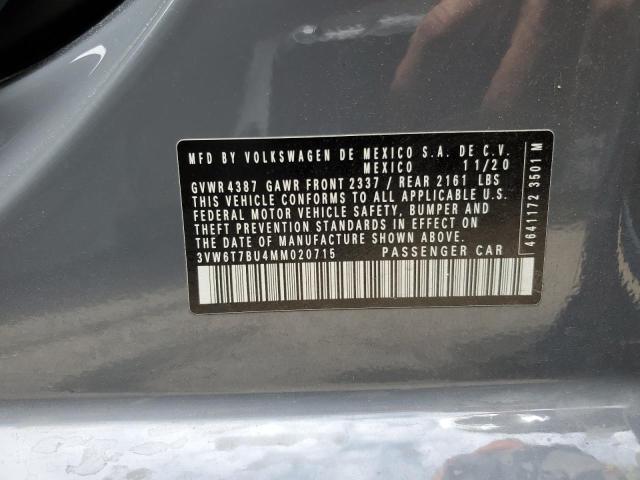 MFD BY VOLKSWAGEN DE MEXICO S.A. DE C.V.
MEXICO 11/20
GVWR 4387 GAWR FRONT 2337 / REAR 2161 LBS
THIS VEHICLE CONFORMS TO ALL APPLICABLE U.S.
FEDERAL MOTOR VEHICLE SAFETY, BUMPER AND
THEFT PREVENTION STANDARDS IN EFFECT ON
THE DATE OF MANUFACTURE SHOWN ABOVE.
3VW6T7BU4MM020715 PASSENGER CAR
4641172 3501 M